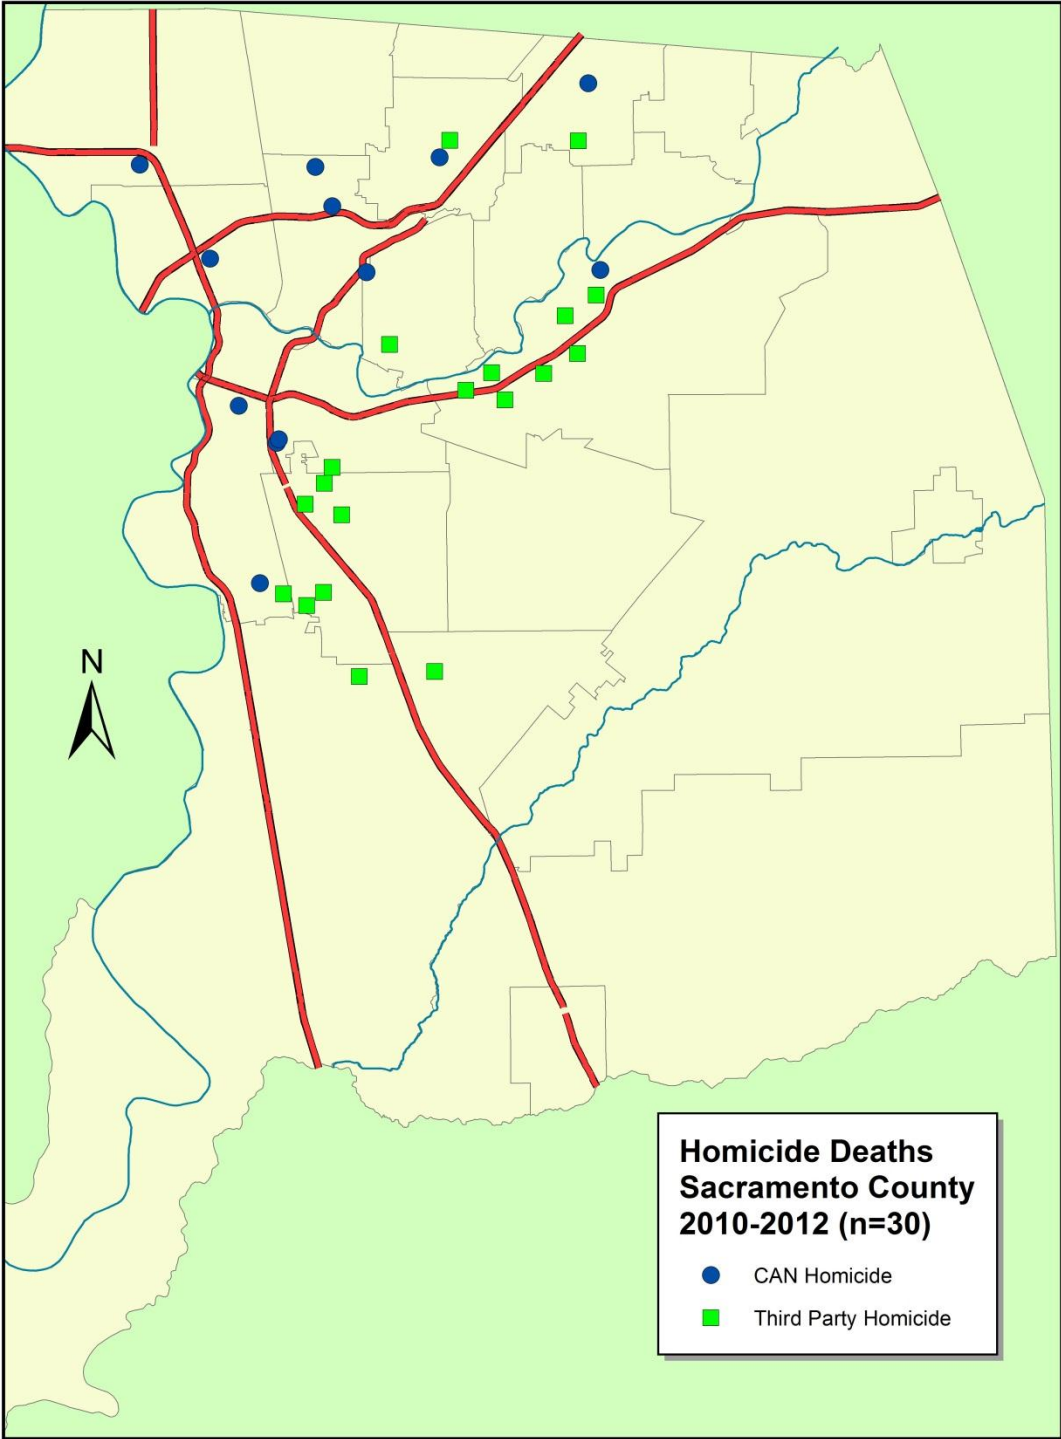 N
Homicide Deaths
Sacramento County
2010-2012 (n=30)
CAN Homicide
Third Party Homicide